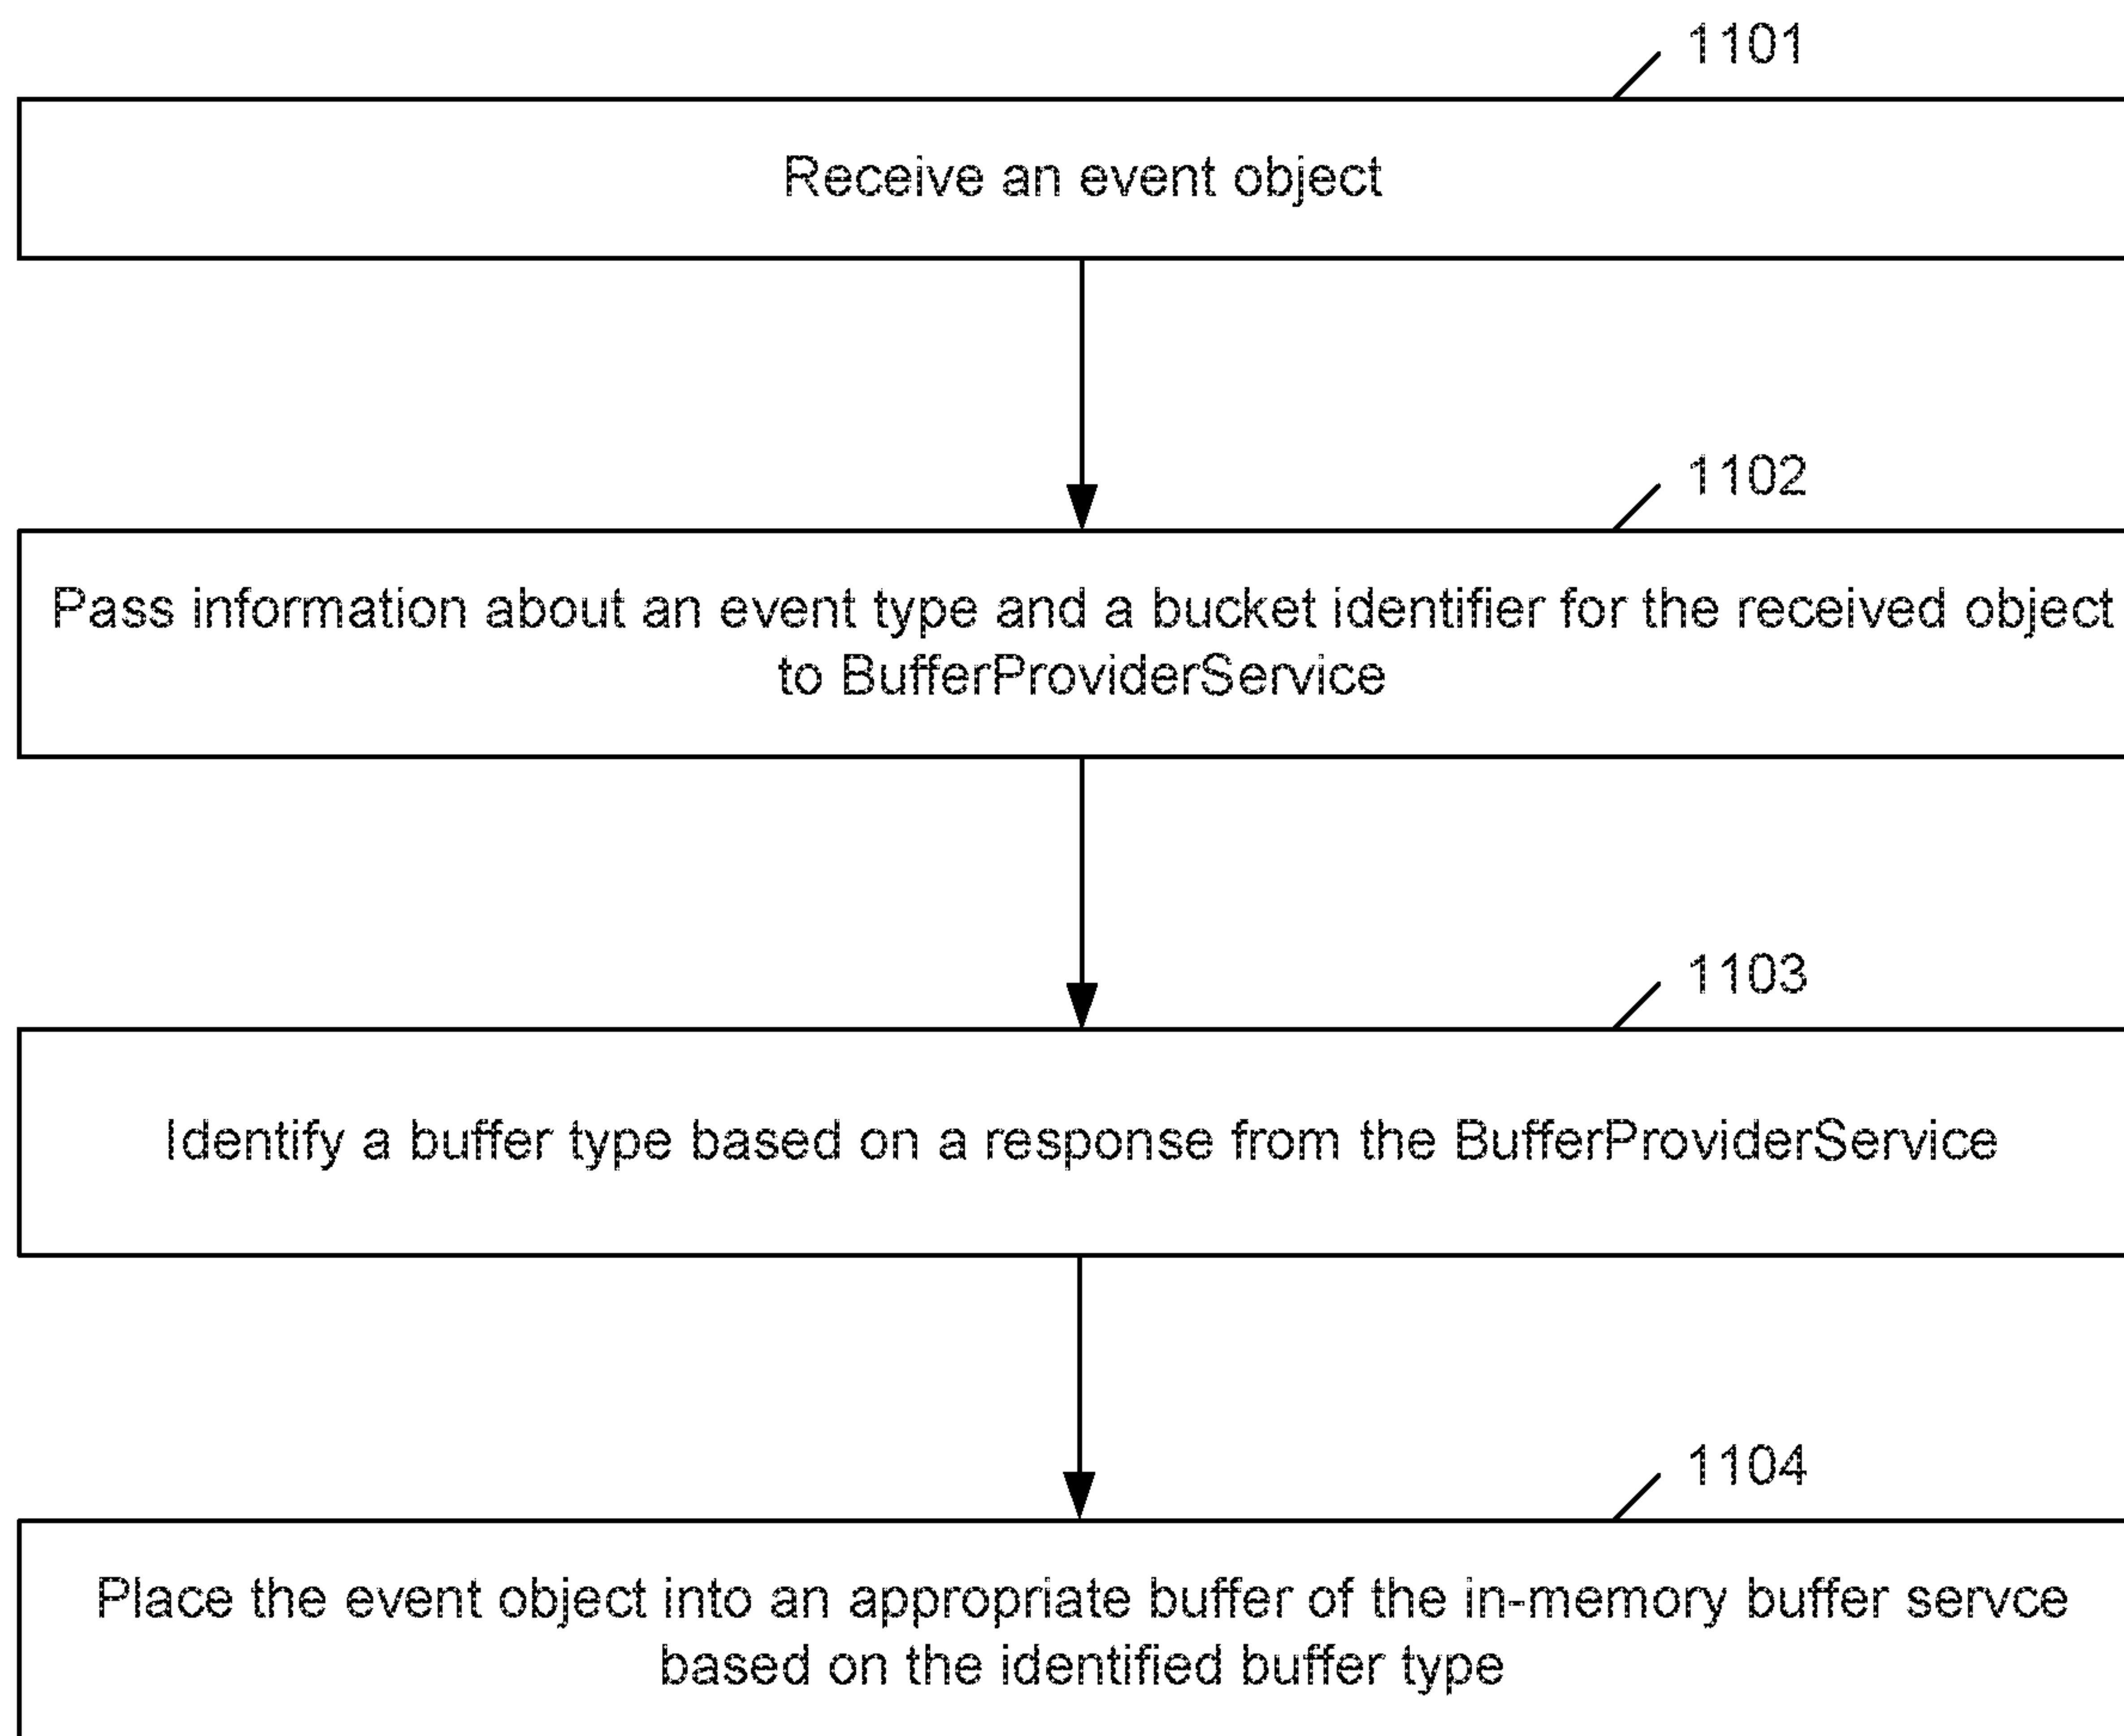 1101
Receive an event object
1102
Pass information about an event type and a bucket identifier for the received object
to BufferProviderService
1103
Identify a buffer type based on a response from the BufferProviderService
1104
Place the event object into an appropriate buffer of the in-memory buffer servce
based on the identified buffer type